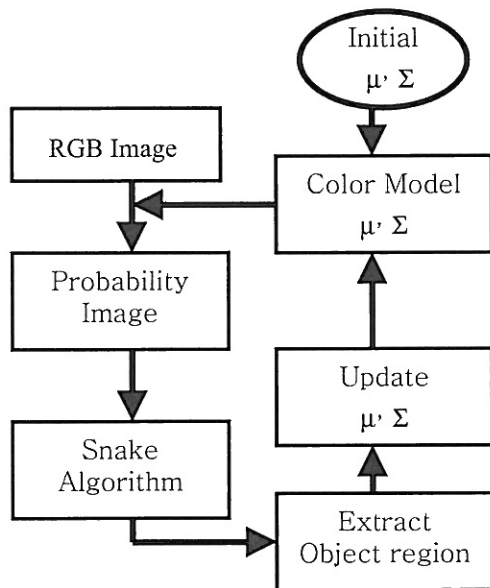 Initial
μ, Σ
RGB Image
Color Model
μ, Σ
Probability
Image
Update
μ, Σ
Snake
Algorithm
Extract
Object region